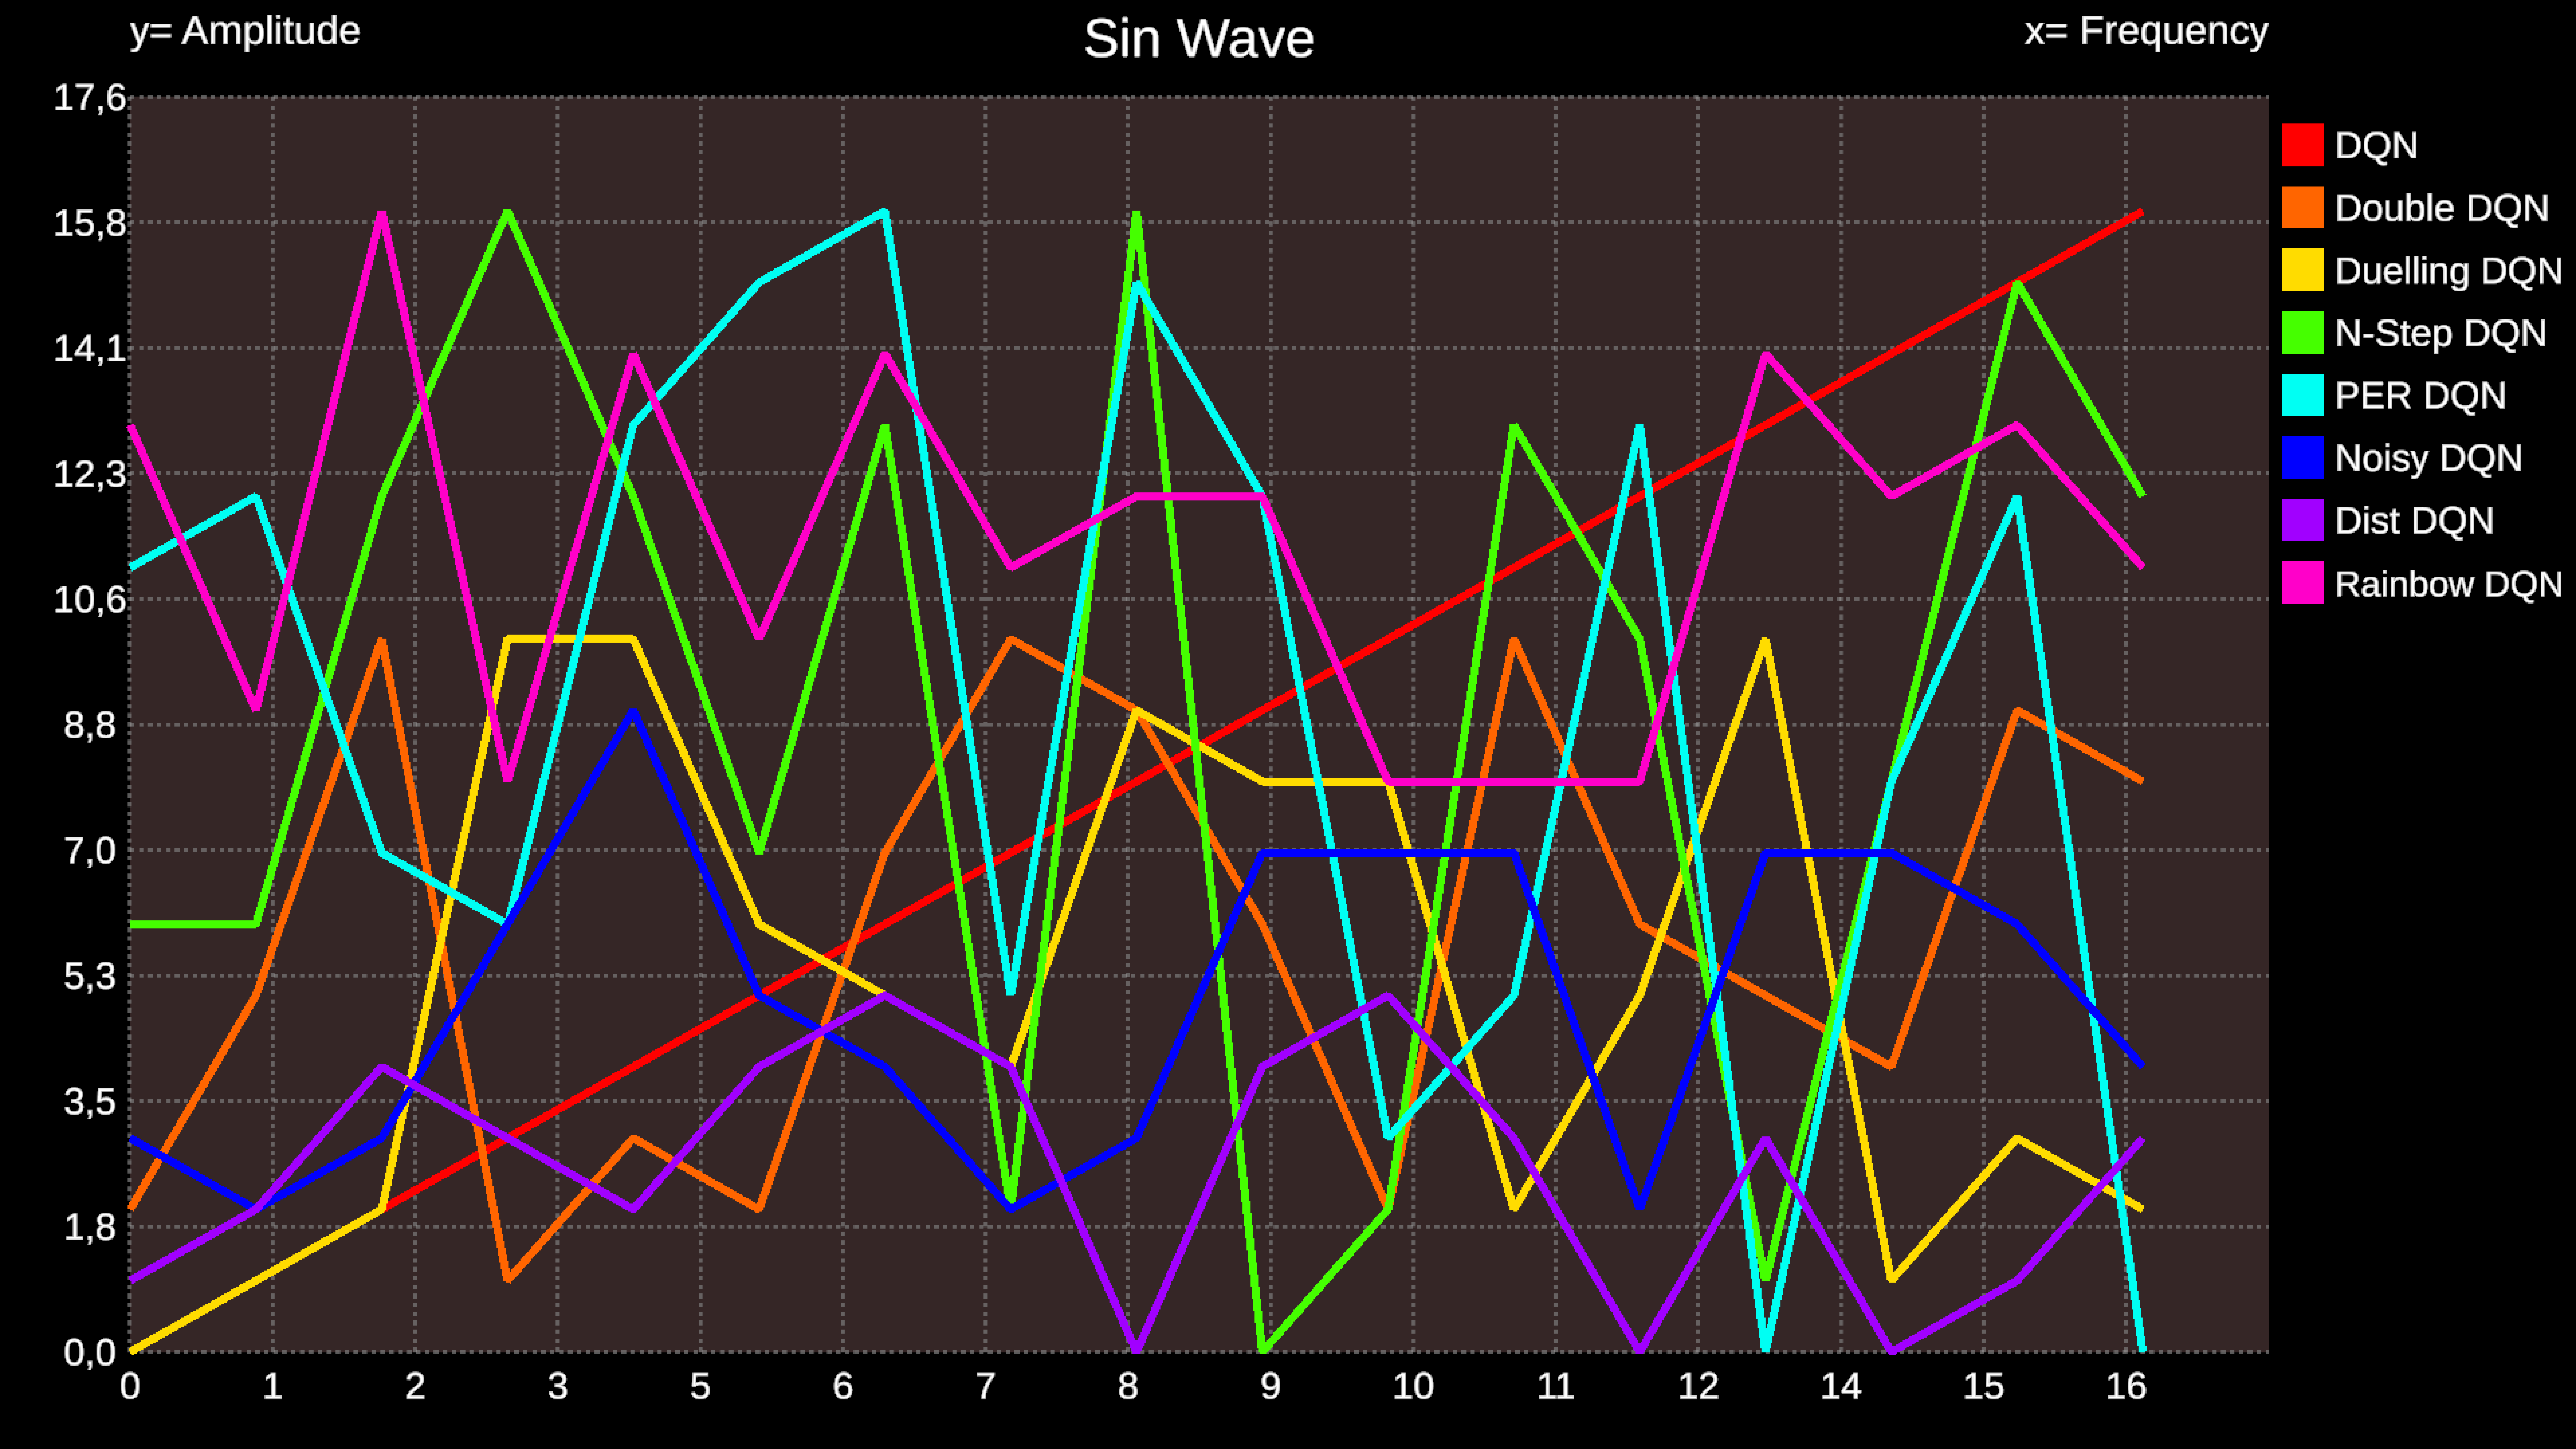 y= Amplitude
Sin Wave
x= Frequency
17,6
15,8
14,1
12,3
10,6
8,8
7,0
5,3
3,5
1,8
0,0
0 1 2 3 5 6 7 8 9 10 11 12 14 15 16
DQN
Double DQN
Duelling DQN
N-Step DQN
PER DQN
Noisy DQN
Dist DQN
Rainbow DQN